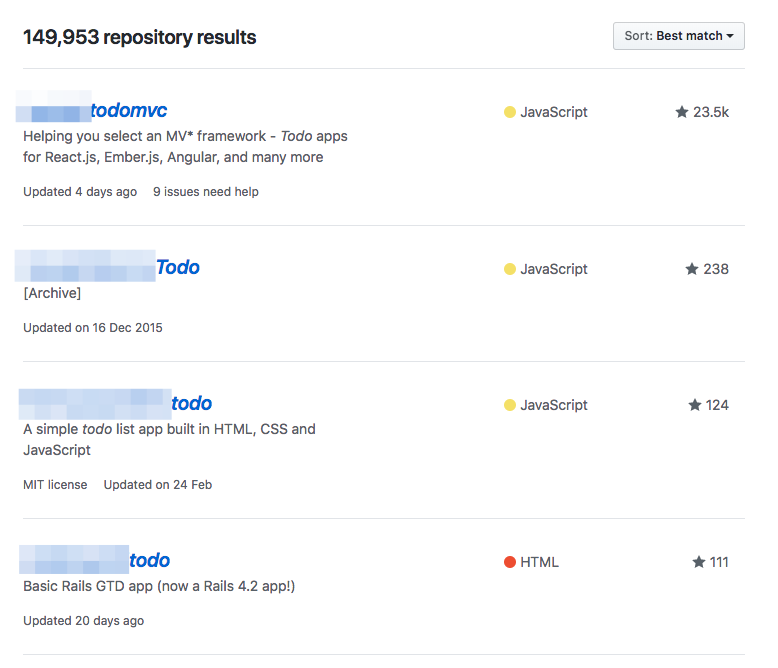 149,953 repository results
Sort: Best match
todomvc
JavaScript
23.5k
Helping you select an MV* framework - Todo apps
for React.js, Ember.js, Angular, and many more
Updated 4 days ago 9 issues need help
Todo
JavaScript
238
[Archive]
Updated on 16 Dec 2015
todo
JavaScript
124
A simple todo list app built in HTML, CSS and
JavaScript
MIT license Updated on 24 Feb
todo
HTML
111
Basic Rails GTD app (now a Rails 4.2 app!)
Updated 20 days ago